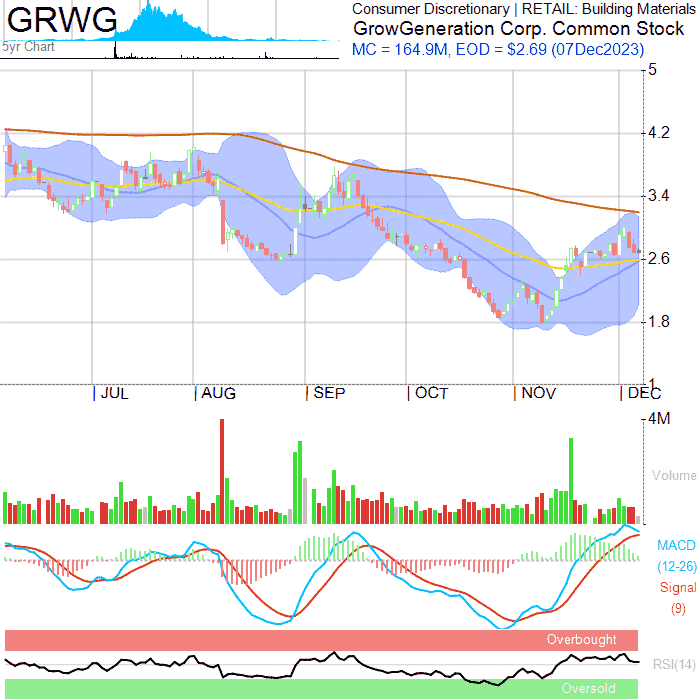 GRWG
Consumer Discretionary | RETAIL: Building Materials
GrowGeneration Corp. Common Stock
5yr Chart
MC = 164.9M, EOD = $2.69 (07Dec2023)
5
4.2
3.4
2.6
1.8
1
JUL
AUG
SEP
OCT
NOV
DEC
4M
Volume
MACD
(12-26)
Signal
(9)
Overbought
RSI(14)
Oversold